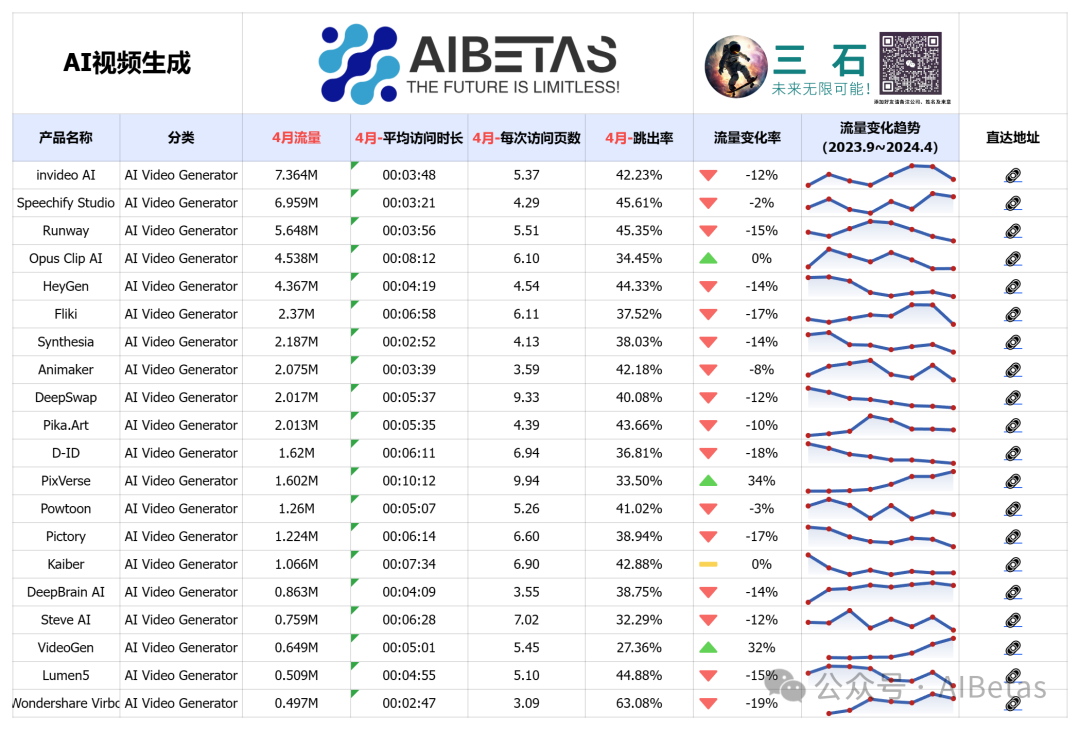 AI视频生成
AIBETAS
THE FUTURE IS LIMITLESS!
三 石
未来无限可能!
添加好友请备注公司、姓名及来意
产品名称 分类 4月流量 4月-平均访问时长 4月-每次访问页数 4月-跳出率 流量变化率 流量变化趋势 直达地址
(2023.9~2024.4)
invideo AI AI Video Generator 7.364M 00:03:48 5.37 42.23% -12%
Speechify Studio AI Video Generator 6.959M 00:03:21 4.29 45.61% -2%
Runway AI Video Generator 5.648M 00:03:56 5.51 45.35% -15%
Opus Clip AI AI Video Generator 4.538M 00:08:12 6.10 34.45% 0%
HeyGen AI Video Generator 4.367M 00:04:19 4.54 44.33% -14%
Fliki AI Video Generator 2.37M 00:06:58 6.11 37.52% -17%
Synthesia AI Video Generator 2.187M 00:02:52 4.13 38.03% -14%
Animaker AI Video Generator 2.075M 00:03:39 3.59 42.18% -8%
DeepSwap AI Video Generator 2.017M 00:05:37 9.33 40.08% -12%
Pika.Art AI Video Generator 2.013M 00:05:35 4.39 43.66% -10%
D-ID AI Video Generator 1.62M 00:06:11 6.94 36.81% -18%
PixVerse AI Video Generator 1.602M 00:10:12 9.94 33.50% 34%
Powtoon AI Video Generator 1.26M 00:05:07 5.26 41.02% -3%
Pictory AI Video Generator 1.224M 00:06:14 6.60 38.94% -17%
Kaiber AI Video Generator 1.066M 00:07:34 6.90 42.88% 0%
DeepBrain AI AI Video Generator 0.863M 00:04:09 3.55 38.75% -14%
Steve AI AI Video Generator 0.759M 00:06:28 7.02 32.29% -12%
VideoGen AI Video Generator 0.649M 00:05:01 5.45 27.36% 32%
Lumen5 AI Video Generator 0.509M 00:04:55 5.10 44.88% -15%
Wondershare Virbo AI Video Generator 0.497M 00:02:47 3.09 63.08% -19%
公众号 · AIBetas